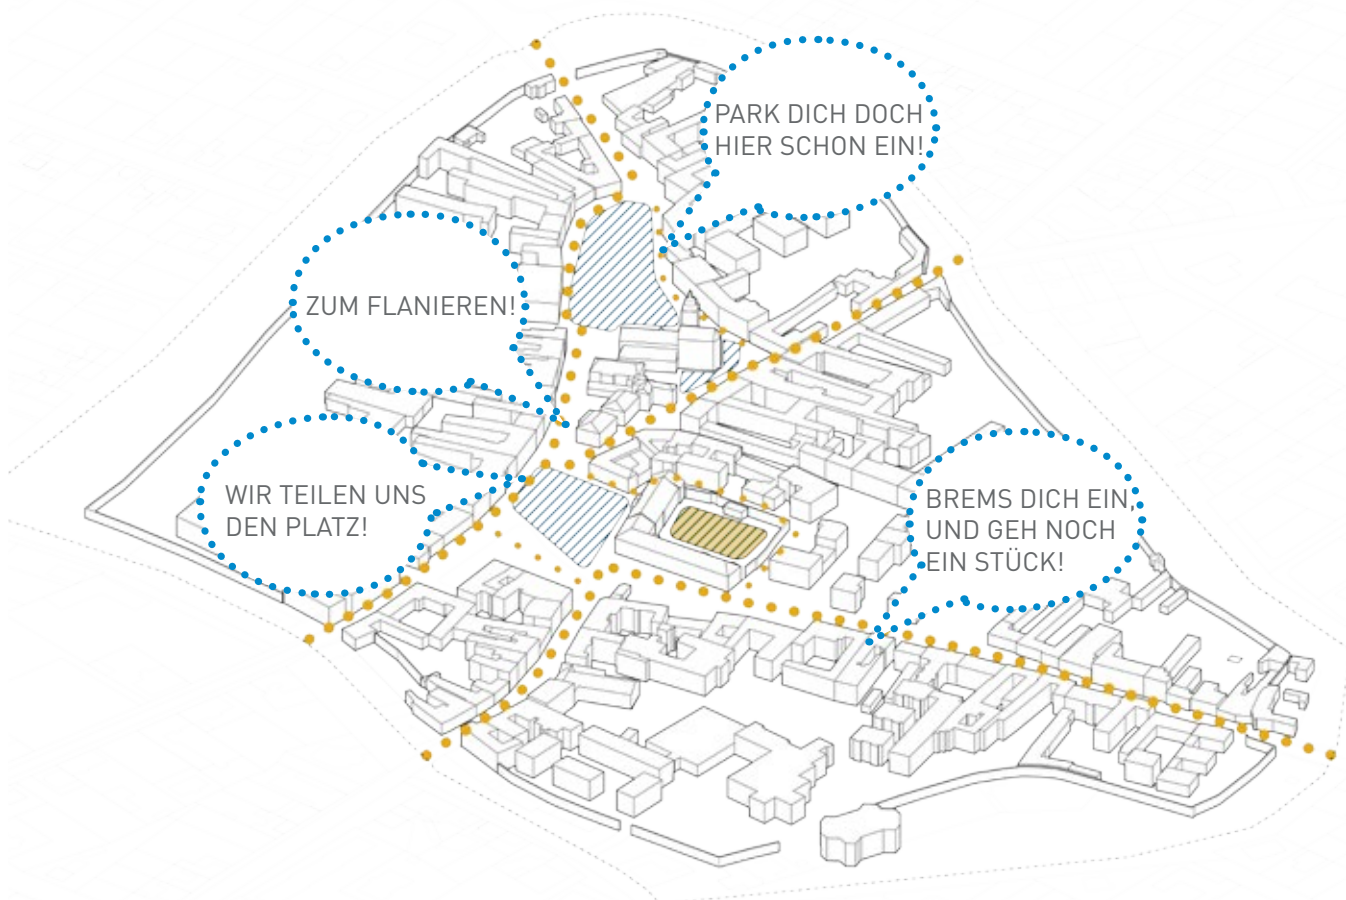 PARK DICH DOCH
HIER SCHON EIN!
ZUM FLANIEREN!
WIR TEILEN UNS
DEN PLATZ!
BREMS DICH EIN,
UND GEH NOCH
EIN STÜCK!